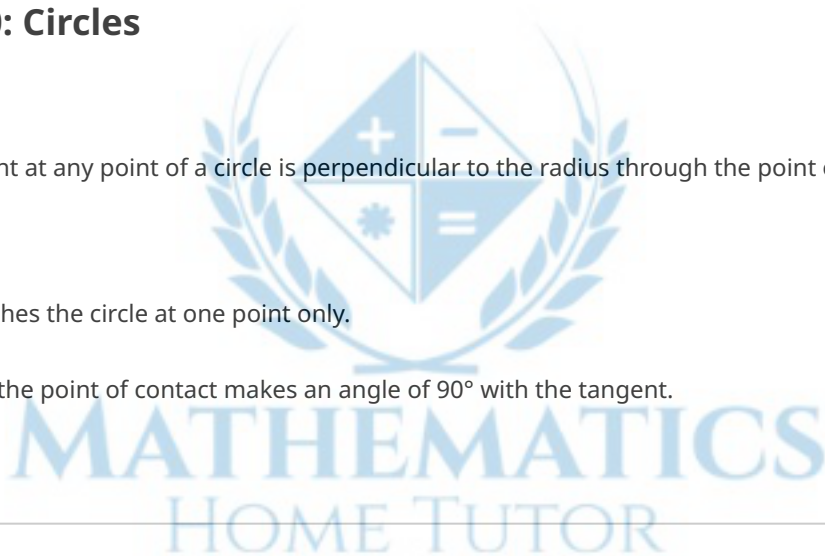 : Circles
nt at any point of a circle is perpendicular to the radius through the point
hes the circle at one point only.
the point of contact makes an angle of 90° with the tangent.
MATHEMATICS
HOME TUTOR